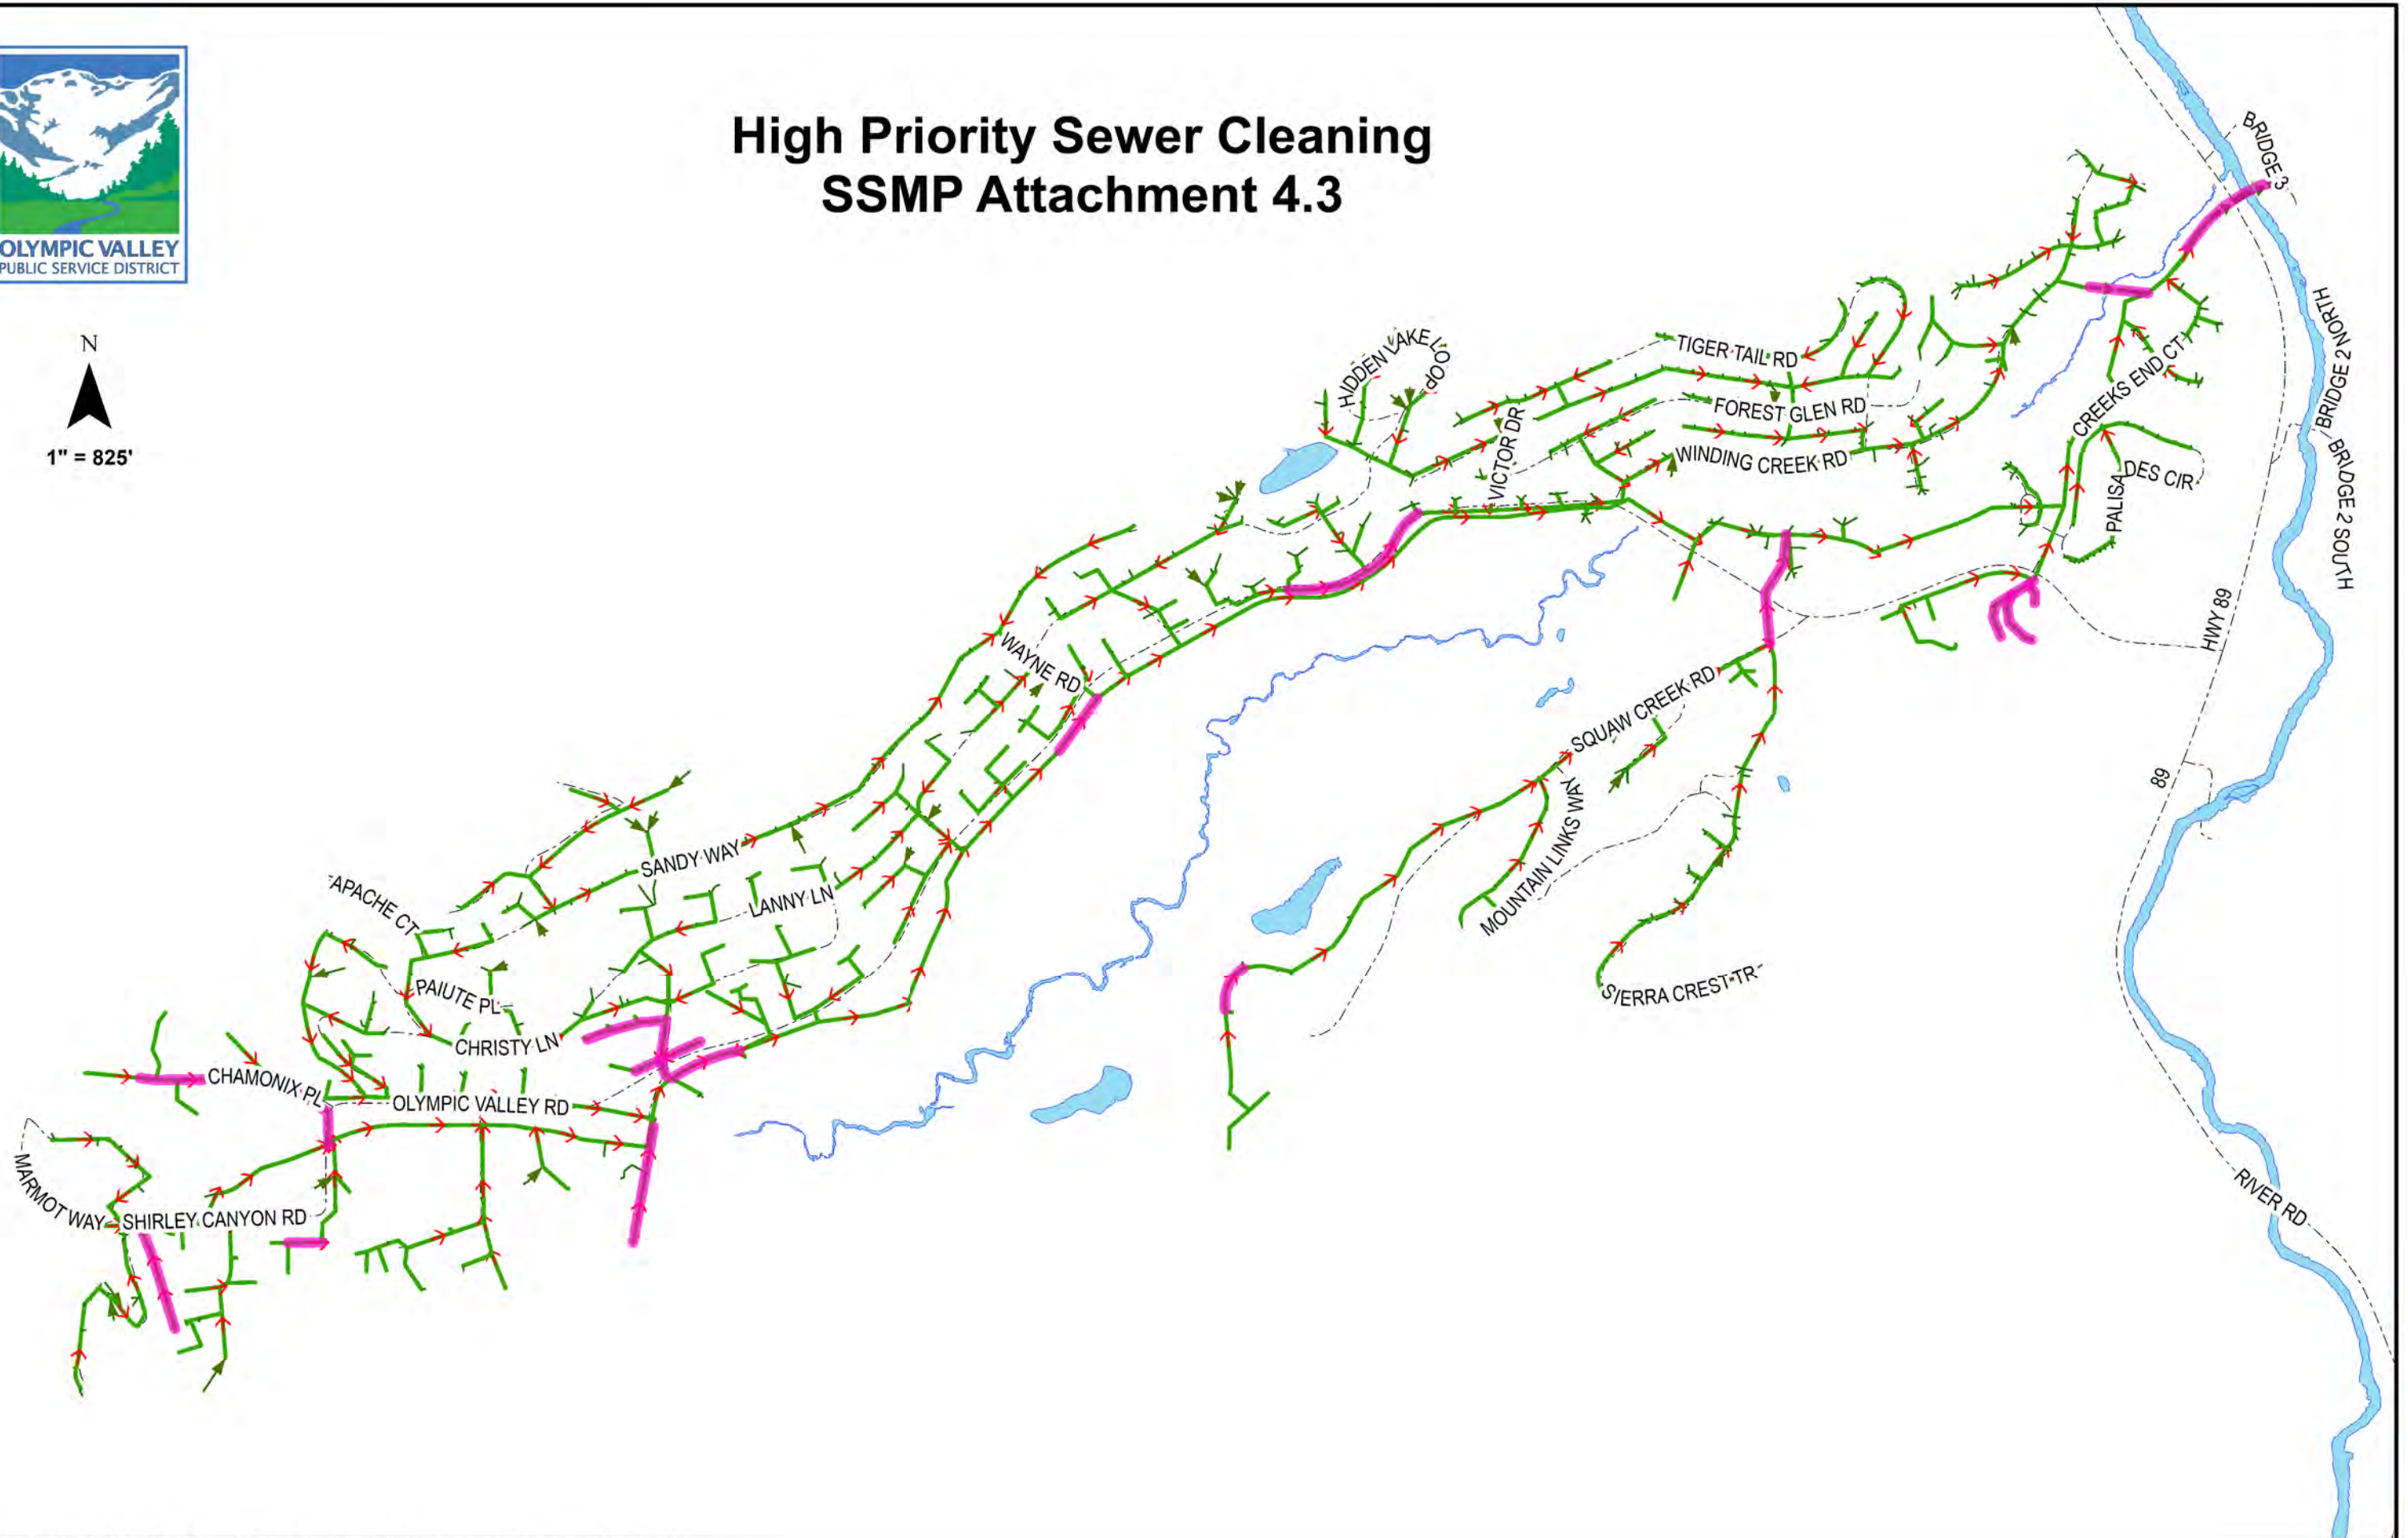 High Priority Sewer Cleaning
SSMP Attachment 4.3
OLYMPIC VALLEY
PUBLIC SERVICE DISTRICT
N
1" = 825'
BRIDGE 3
BRIDGE 2 NORTH
BRIDGE 2 SOUTH
HIDDEN LAKE LOOP
TIGER TAIL RD
FOREST GLEN RD
VICTOR DR
WINDING CREEK RD
CREEKS END CT
PALISADES CIR
HWY 89
WAYNE RD
SQUAW CREEK RD
89
MOUNTAIN LINKS WAY
SANDY WAY
LANNY LN
APACHE CT
PAIUTE PL
SIERRA CREST TR
CHRISTY LN
CHAMONIX PL
OLYMPIC VALLEY RD
MARMOT WAY
SHIRLEY CANYON RD
RIVER RD